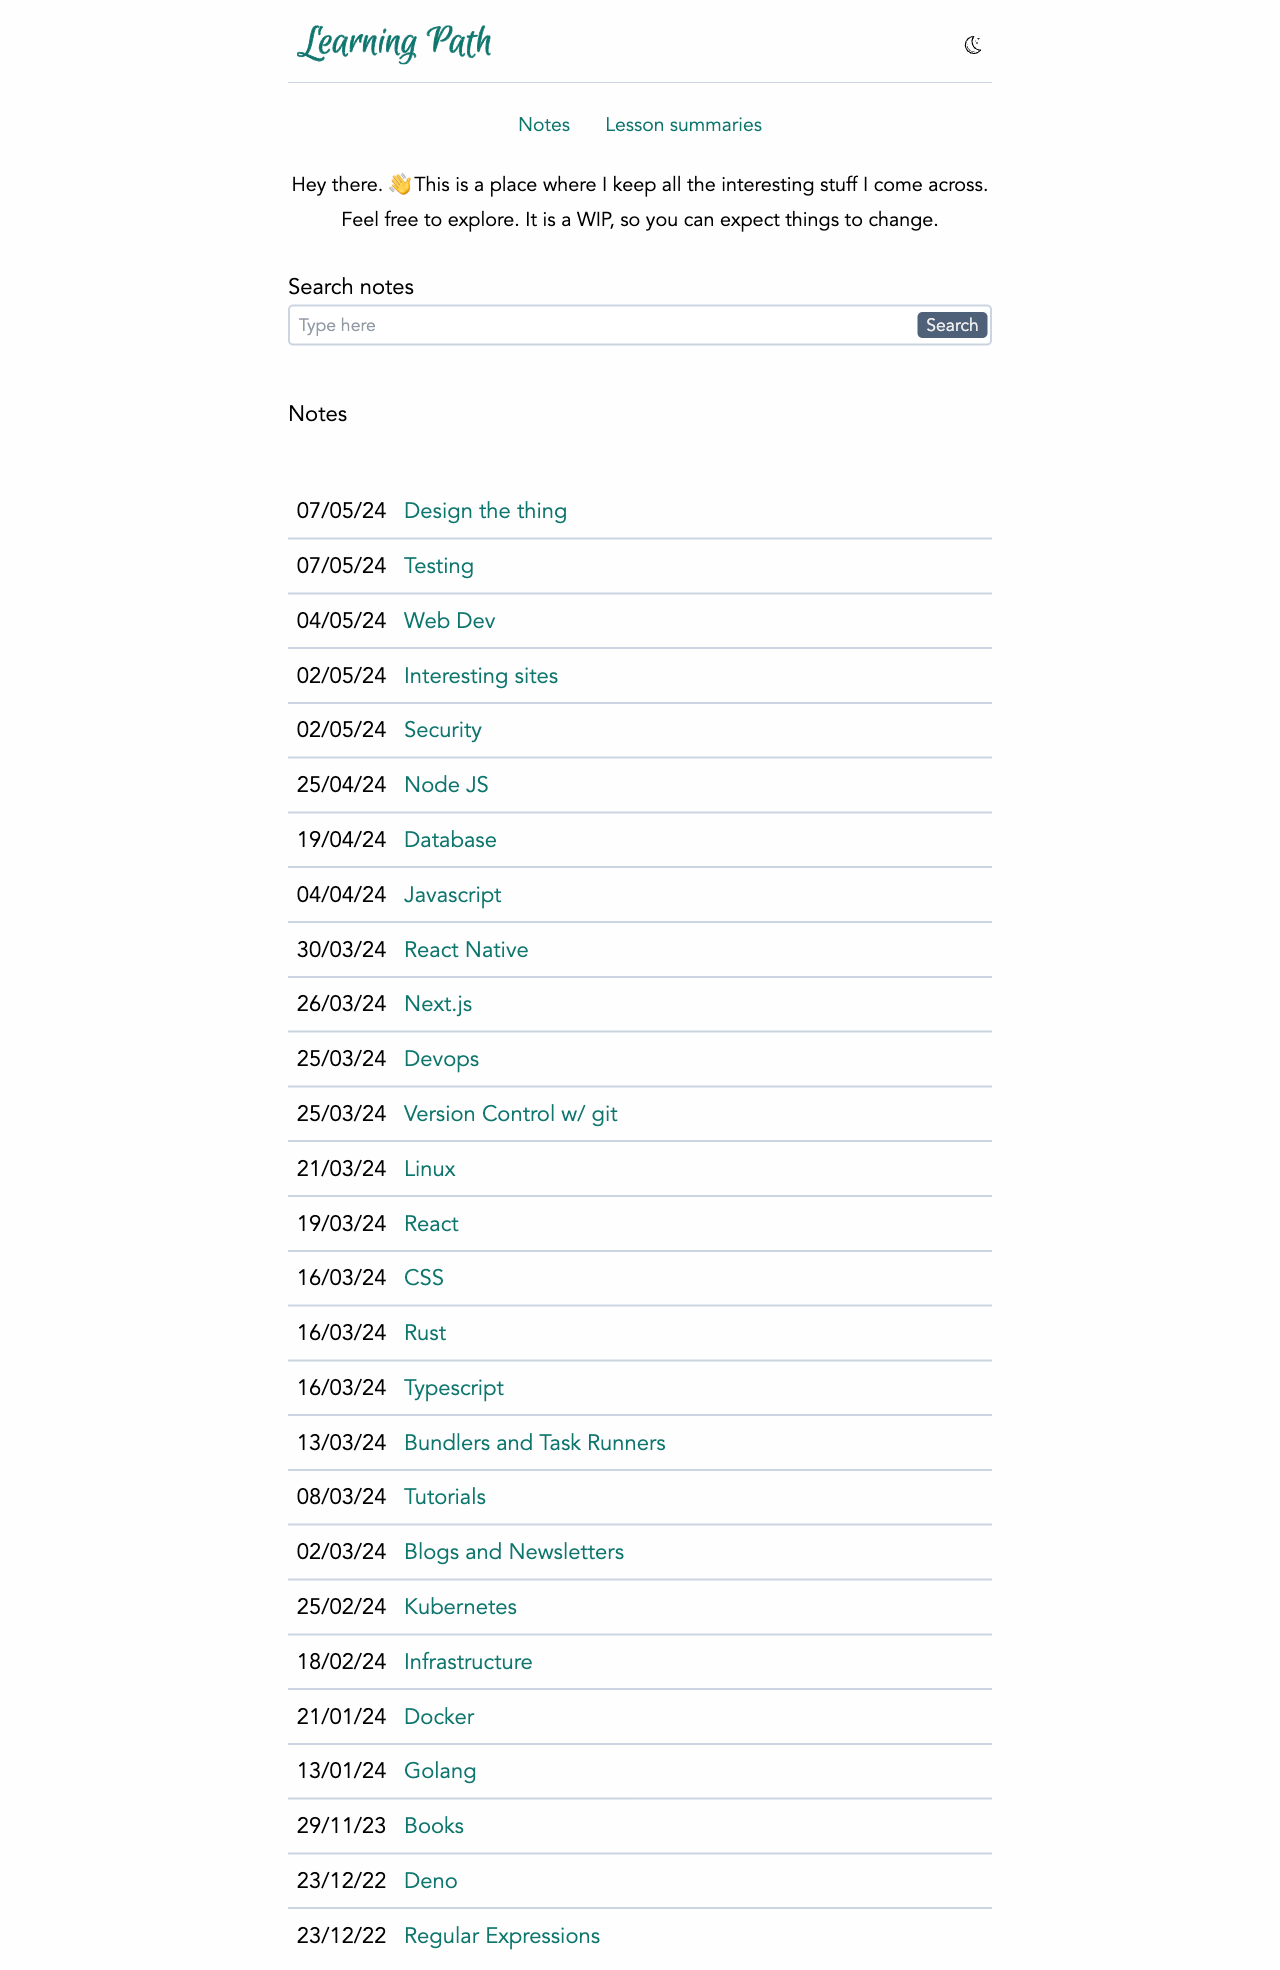 Learning Path
Notes Lesson summaries
Hey there. 👋This is a place where I keep all the interesting stuff I come across.
Feel free to explore. It is a WIP, so you can expect things to change.
Search notes
Type here Search
Notes
07/05/24 Design the thing
07/05/24 Testing
04/05/24 Web Dev
02/05/24 Interesting sites
02/05/24 Security
25/04/24 Node JS
19/04/24 Database
04/04/24 Javascript
30/03/24 React Native
26/03/24 Next.js
25/03/24 Devops
25/03/24 Version Control w/ git
21/03/24 Linux
19/03/24 React
16/03/24 CSS
16/03/24 Rust
16/03/24 Typescript
13/03/24 Bundlers and Task Runners
08/03/24 Tutorials
02/03/24 Blogs and Newsletters
25/02/24 Kubernetes
18/02/24 Infrastructure
21/01/24 Docker
13/01/24 Golang
29/11/23 Books
23/12/22 Deno
23/12/22 Regular Expressions